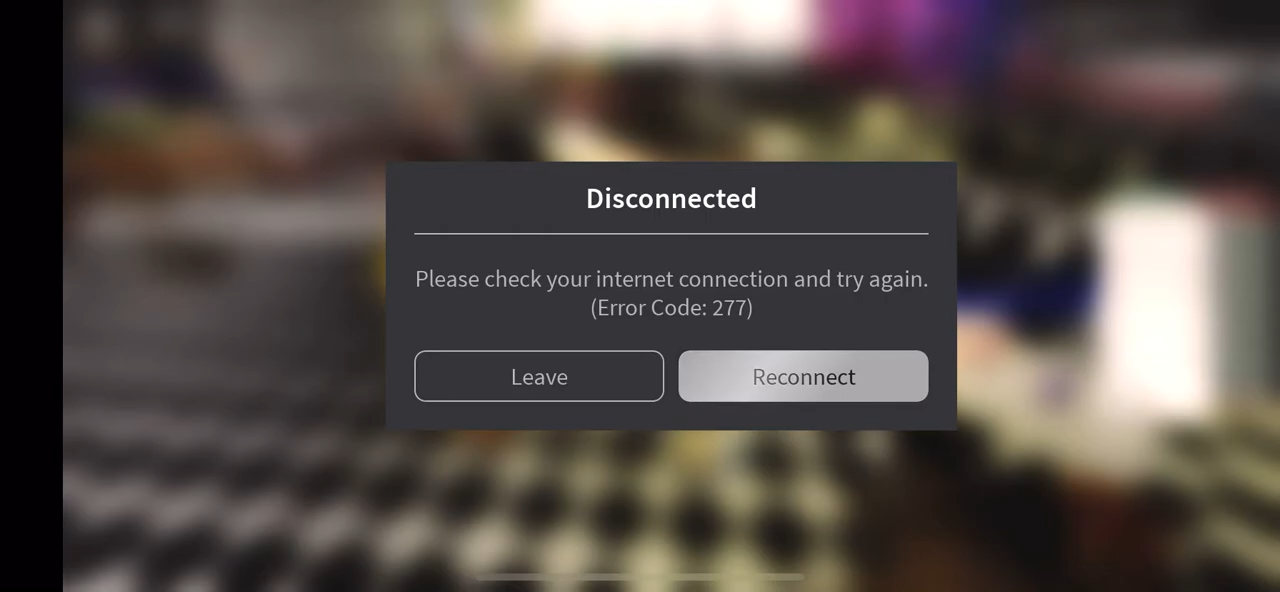 Disconnected
Please check your internet connection and try again.
(Error Code: 277)
Leave
Reconnect